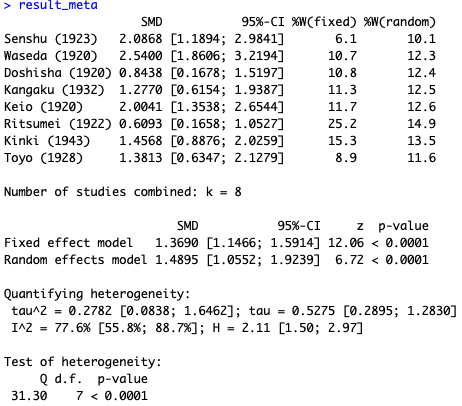 > result_meta
SMD 95%-CI %W(fixed) %W(random)
Senshu (1923) 2.0868 [1.1894; 2.9841] 6.1 10.1
Waseda (1920) 2.5400 [1.8606; 3.2194] 10.7 12.3
Doshisha (1920) 0.8438 [0.1678; 1.5197] 10.8 12.4
Kangaku (1932) 1.2770 [0.6154; 1.9387] 11.3 12.5
Keio (1920) 2.0041 [1.3538; 2.6544] 11.7 12.6
Ritsumei (1922) 0.6093 [0.1658; 1.0527] 25.2 14.9
Kinki (1943) 1.4568 [0.8876; 2.0259] 15.3 13.5
Toyo (1928) 1.3813 [0.6347; 2.1279] 8.9 11.6
Number of studies combined: k = 8
SMD 95%-CI z p-value
Fixed effect model 1.3690 [1.1466; 1.5914] 12.06 < 0.0001
Random effects model 1.4895 [1.0552; 1.9239] 6.72 < 0.0001
Quantifying heterogeneity:
tau^2 = 0.2782 [0.0838; 1.6462]; tau = 0.5275 [0.2895; 1.2830]
I^2 = 77.6% [55.8%; 88.7%]; H = 2.11 [1.50; 2.97]
Test of heterogeneity:
Q d.f. p-value
31.30 7 < 0.0001